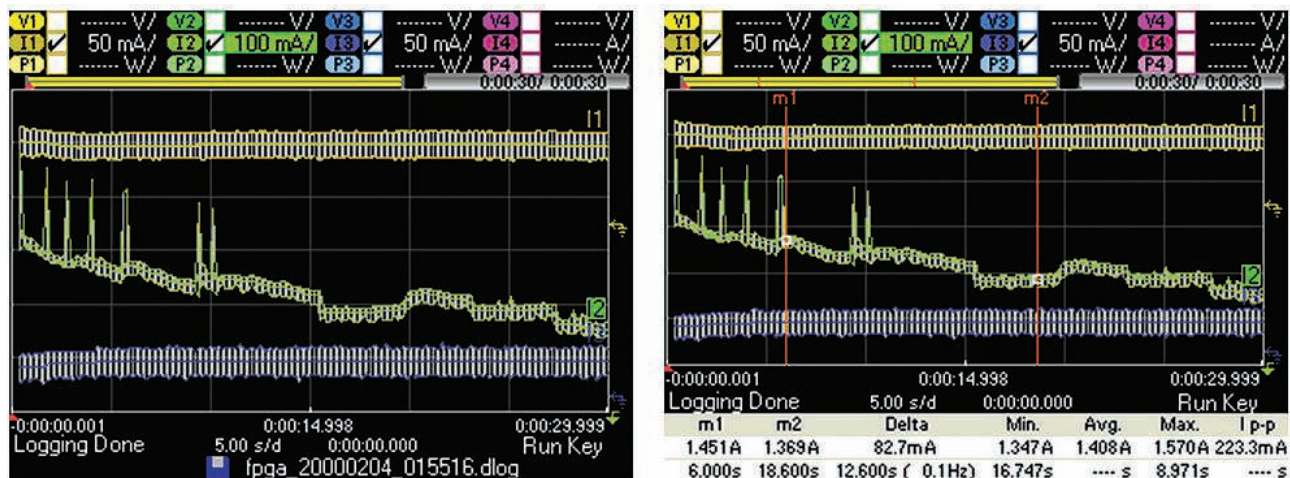 V1 ----- V/ V2 ----- V/ V3 ----- V/ V4 ----- V/
I1 50 mA/ I2 100 mA/ I3 50 mA/ I4 ----- A/
P1 ----- W/ P2 ----- W/ P3 ----- W/ P4 ----- W/
0:00:30/ 0:00:30
I1
I2
-0:00:00.001 0:00:14.998 0:00:29.999
Logging Done 5.00 s/d 0:00:00.000 Run Key
fpga_20000204_015516.dlog
V1 ----- V/ V2 ----- V/ V3 ----- V/ V4 ----- V/
I1 50 mA/ I2 100 mA/ I3 50 mA/ I4 ----- A/
P1 ----- W/ P2 ----- W/ P3 ----- W/ P4 ----- W/
0:00:30/ 0:00:30
m1 m2
I1
I2
-0:00:00.001 0:00:14.998 0:00:29.999
Logging Done 5.00 s/d 0:00:00.000 Run Key
m1 m2 Delta Min. Avg. Max. I p-p
1.451A 1.369A 82.7mA 1.347A 1.408A 1.570A 223.3mA
6.000s 18.600s 12.600s ( 0.1Hz) 16.747s ---- s 8.971s ---- s